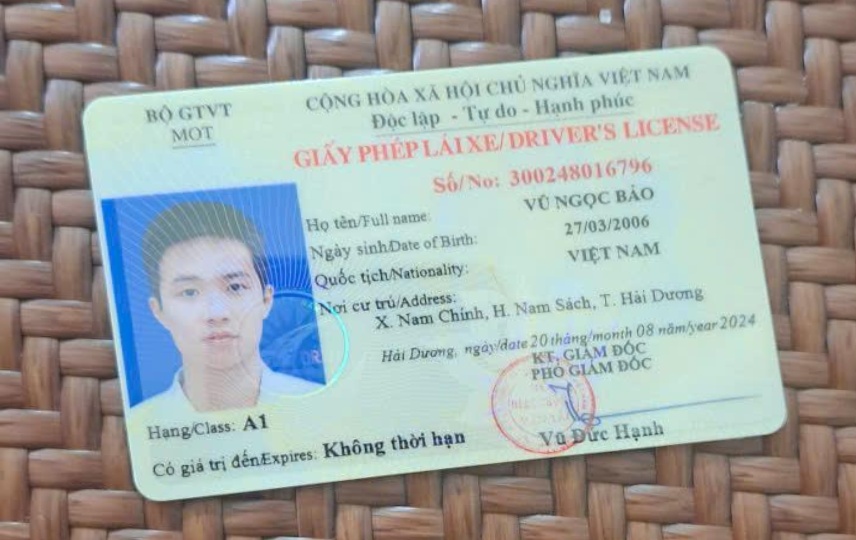 BỘ GTVT
MOT
CỘNG HÒA XÃ HỘI CHỦ NGHĨA VIỆT NAM
Độc lập - Tự do - Hạnh phúc
GIẤY PHÉP LÁI XE/ DRIVER'S LICENSE
Số/No: 300248016796
Họ tên/Full name: VŨ NGỌC BẢO
Ngày sinh/Date of Birth: 27/03/2006
Quốc tịch/Nationality: VIỆT NAM
Nơi cư trú/Address:
X. Nam Chính, H. Nam Sách, T. Hải Dương
Hải Dương, ngày/date 20 tháng/month 08 năm/year 2024
KT. GIÁM ĐỐC
PHÓ GIÁM ĐỐC
Vũ Đức Hạnh
Hạng/Class: A1
Có giá trị đến/Expires: Không thời hạn